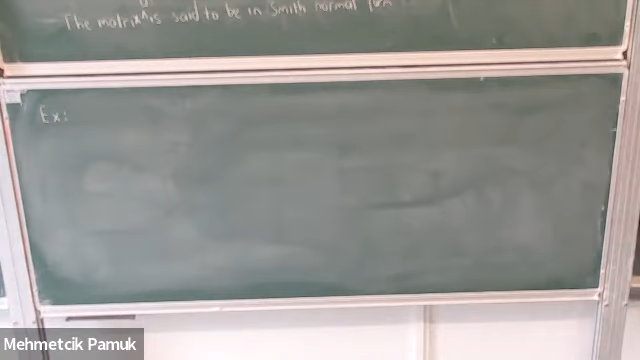 The matrix A is said to be in Smith normal form
Ex:
Mehmetcik Pamuk